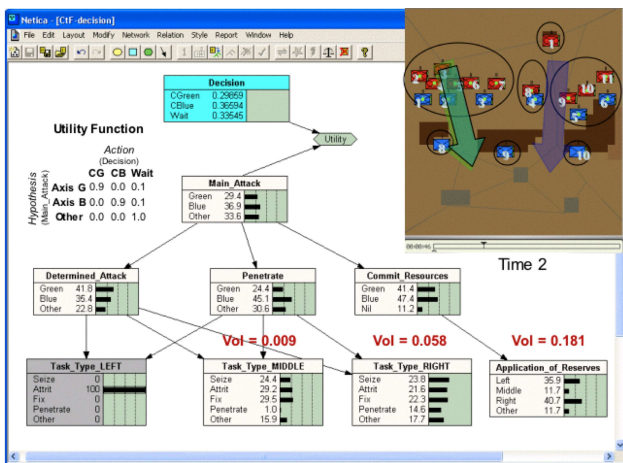 Netica - [CtF-decision]
File Edit Layout Modify Network Relation Style Report Window Help
Decision
CGreen 0.29859
CBlue 0.36594
Wait 0.33545
Utility
Utility Function
Action
(Decision)
CG CB Wait
Hypothesis
(Main_Attack)
Axis G 0.9 0.0 0.1
Axis B 0.0 0.9 0.1
Other 0.0 0.0 1.0
Main_Attack
Green 29.4
Blue 36.9
Other 33.6
00:00:46
Time 2
Determined_Attack
Green 41.8
Blue 35.4
Other 22.8
Penetrate
Green 24.4
Blue 45.1
Other 30.6
Commit_Resources
Green 41.4
Blue 47.4
Nil 11.2
Vol = 0.009
Vol = 0.058
Vol = 0.181
Task_Type_LEFT
Seize 0
Attrit 100
Fix 0
Penetrate 0
Other 0
Task_Type_MIDDLE
Seize 24.4
Attrit 29.2
Fix 29.5
Penetrate 1.0
Other 15.9
Task_Type_RIGHT
Seize 23.8
Attrit 21.6
Fix 22.3
Penetrate 14.6
Other 17.7
Application_of_Reserves
Left 35.9
Middle 11.7
Right 40.7
Other 11.7